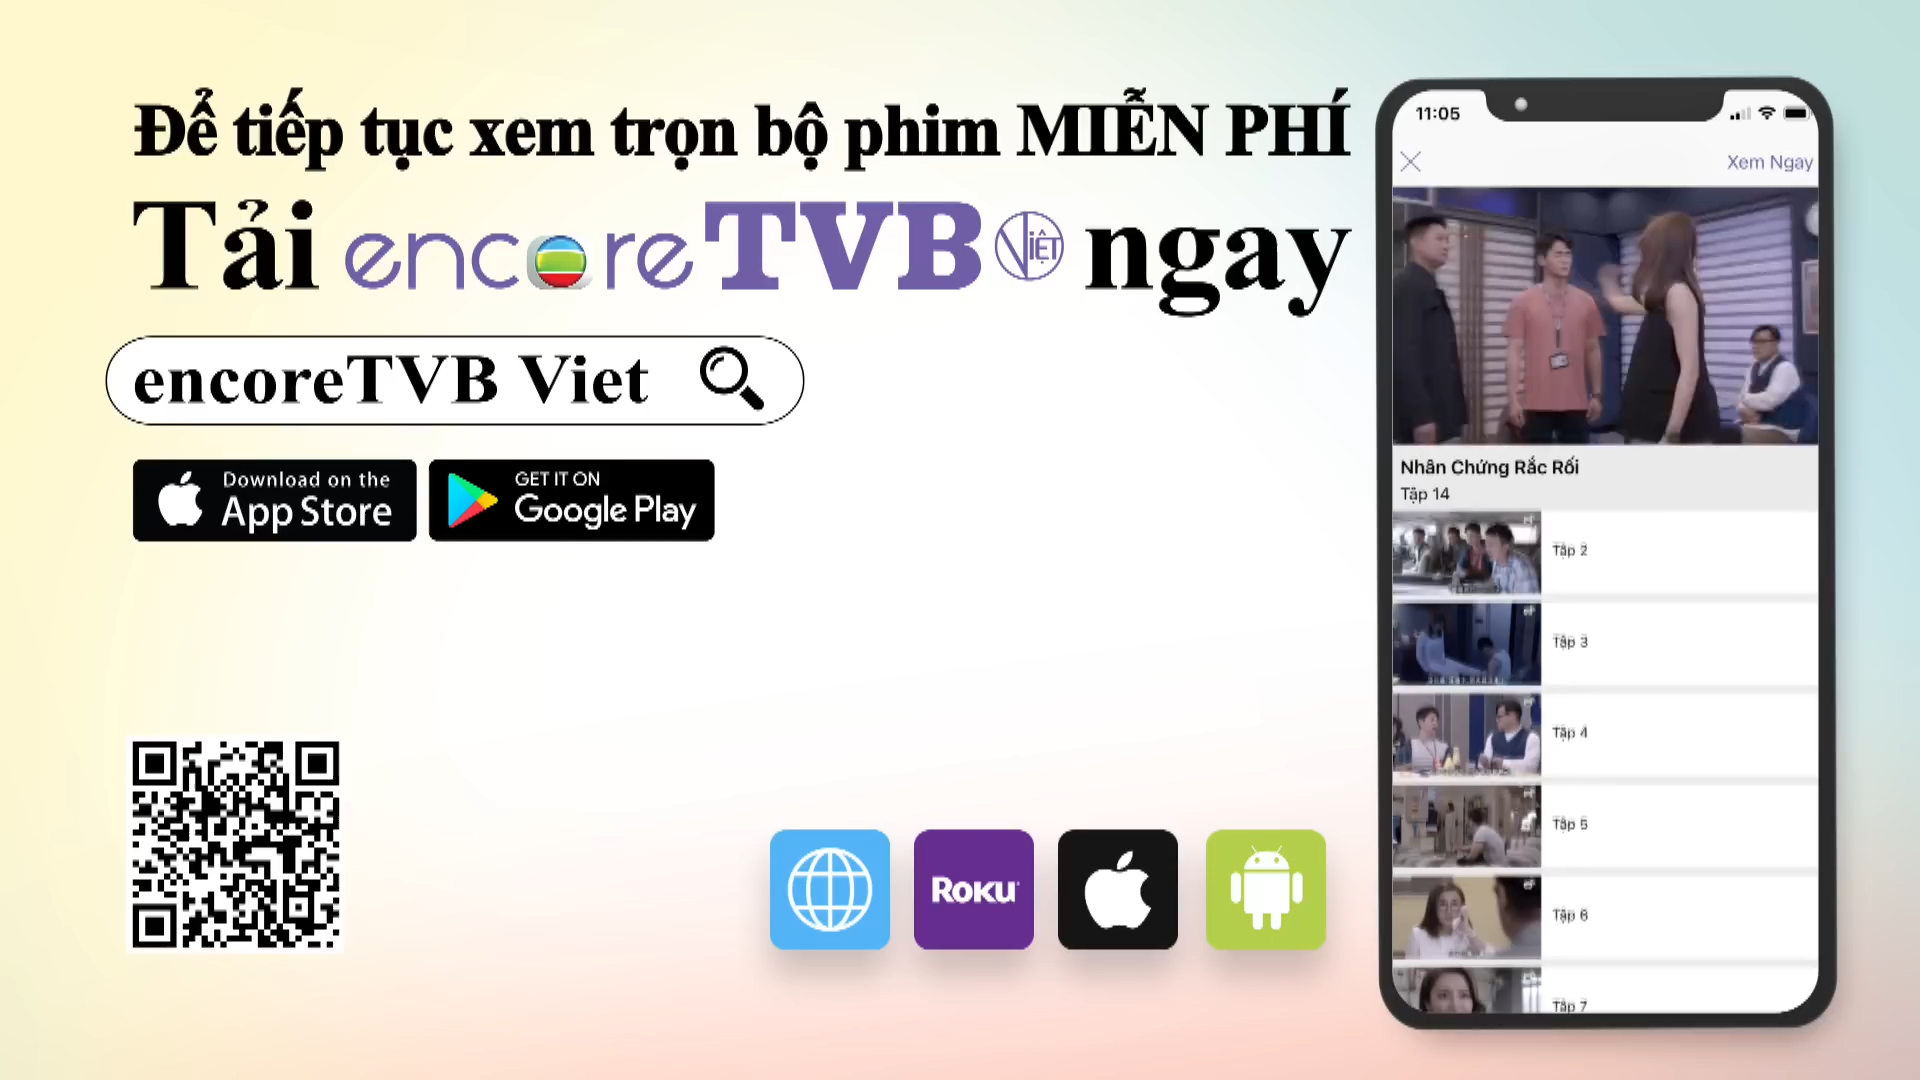 Để tiếp tục xem trọn bộ phim MIỄN PHÍ
Tải encoreTVB VIỆT ngay
encoreTVB Viet
Download on the
App Store
GET IT ON
Google Play
ROKU
11:05
Xem Ngay
Nhân Chứng Rắc Rối
Tập 14
Tập 2
Tập 3
Tập 4
Tập 5
Tập 6
Tập 7